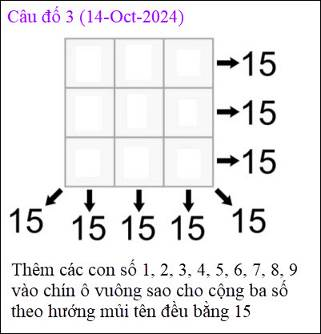 Câu đố 3 (14-Oct-2024)
15
15
15
15 15 15 15 15
Thêm các con số 1, 2, 3, 4, 5, 6, 7, 8, 9
vào chín ô vuông sao cho cộng ba số
theo hướng mũi tên đều bằng 15